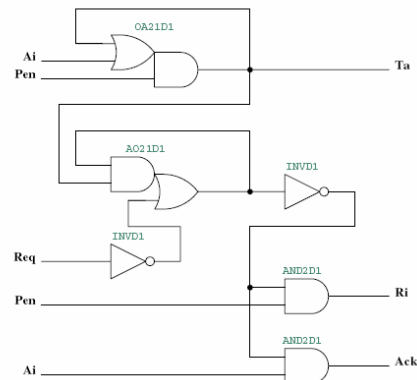 OA21D1
Ai
Pen
Ta
AO21D1
INVD1
INVD1
Req
AND2D1
Pen
Ri
AND2D1
Ai
Ack